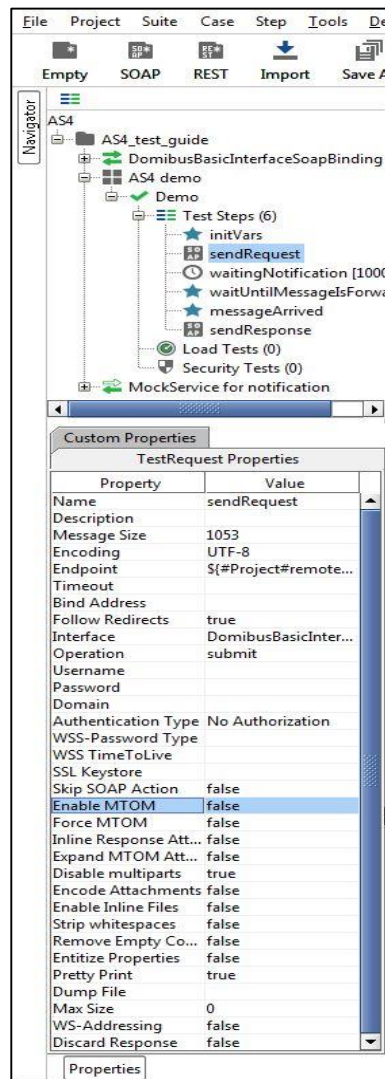 File Project Suite Case Step Tools De
Empty SOAP REST Import Save A
Navigator
AS4
AS4_test_guide
DomibusBasicInterfaceSoapBinding
AS4 demo
Demo
Test Steps (6)
initVars
sendRequest
waitingNotification [1000
waitUntilMessageIsForwa
messageArrived
sendResponse
Load Tests (0)
Security Tests (0)
MockService for notification
Custom Properties
TestRequest Properties
Property Value
Name sendRequest
Description
Message Size 1053
Encoding UTF-8
Endpoint ${#Project#remote...
Timeout
Bind Address
Follow Redirects true
Interface DomibusBasicInter...
Operation submit
Username
Password
Domain
Authentication Type No Authorization
WSS-Password Type
WSS TimeToLive
SSL Keystore
Skip SOAP Action false
Enable MTOM false
Force MTOM false
Inline Response Att... false
Expand MTOM Att... false
Disable multiparts true
Encode Attachments false
Enable Inline Files false
Strip whitespaces false
Remove Empty Co... false
Entitize Properties false
Pretty Print true
Dump File
Max Size 0
WS-Addressing false
Discard Response false
Properties